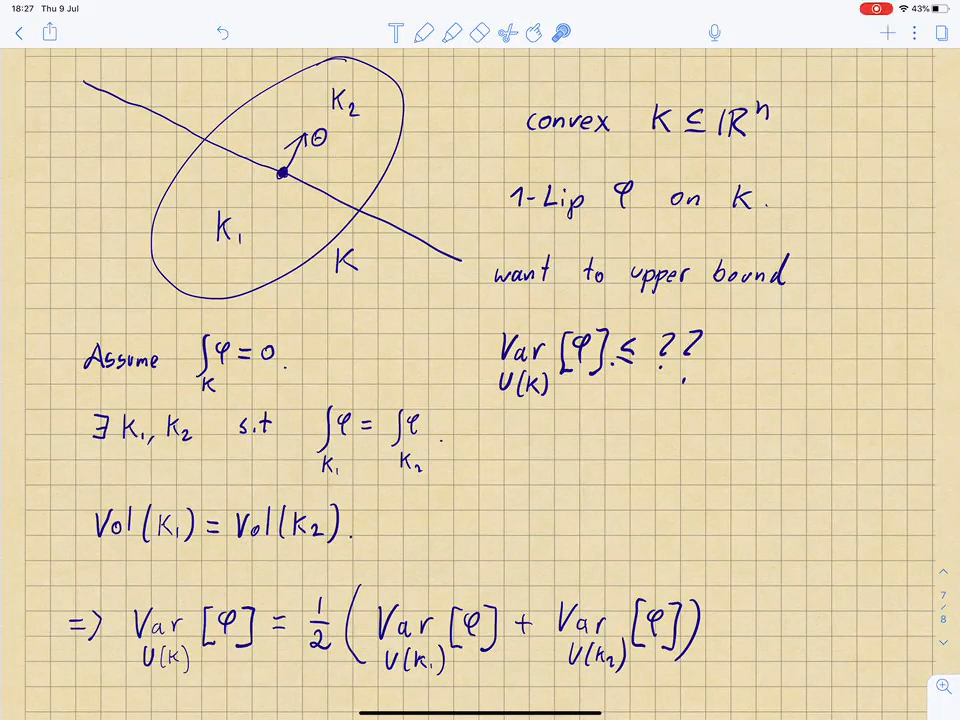 18:27 Thu 9 Jul
43%
K₂
θ
K₁
K
convex K ⊆ ℝⁿ
1-Lip φ on K.
want to upper bound
Var_{U(K)} [φ] ≤ ??
Assume ∫_K φ = 0.
∃ K₁, K₂ s.t ∫_{K₁} φ = ∫_{K₂} φ.
Vol(K₁) = Vol(K₂).
=> Var_{U(K)} [φ] = 1/2 ( Var_{U(K₁)} [φ] + Var_{U(K₂)} [φ] )
7 / 8